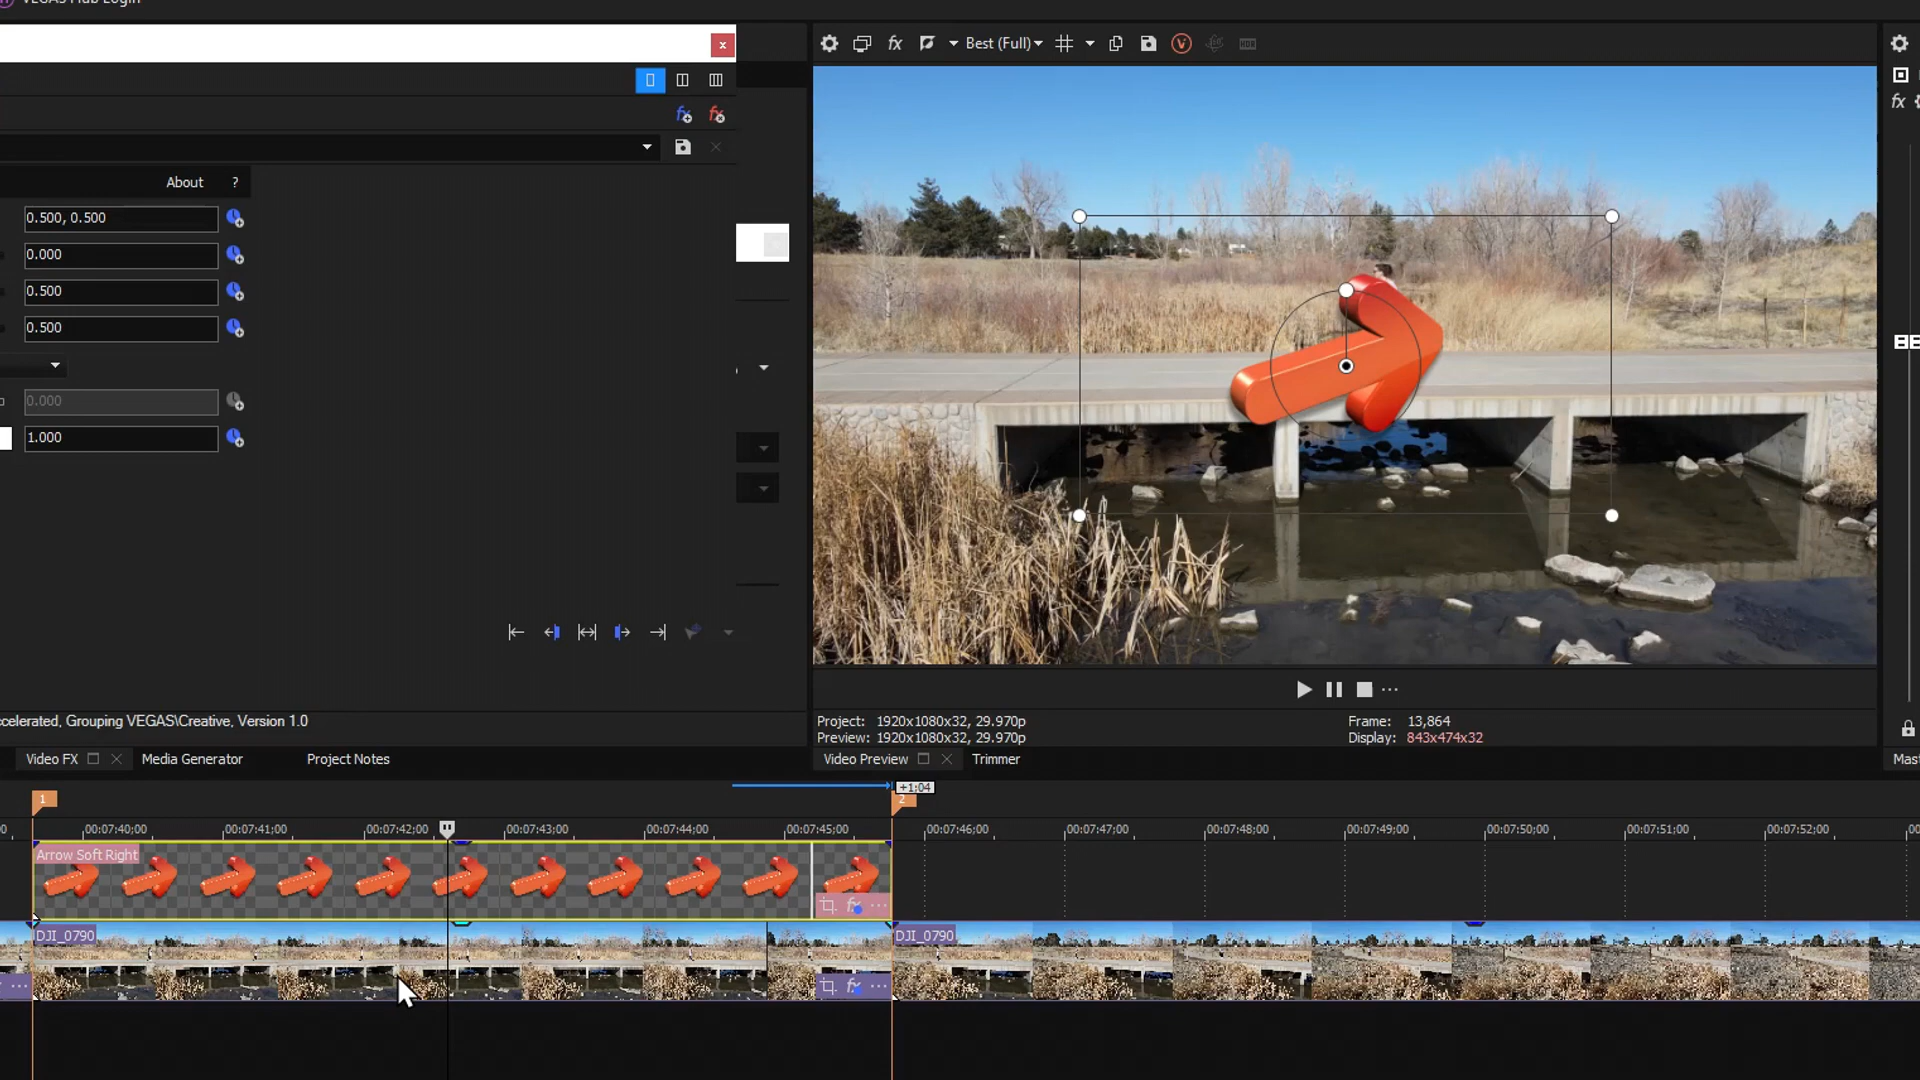 VEGAS Hub Login
x
fx
Best (Full)
fx
About
?
0.500, 0.500
0.000
0.500
0.500
0.000
1.000
ccelerated, Grouping VEGAS\Creative, Version 1.0
Project: 1920x1080x32, 29.970p
Frame: 13,864
Preview: 1920x1080x32, 29.970p
Display: 843x474x32
Video FX
Media Generator
Project Notes
Video Preview
Trimmer
Mast
+1:04
1
2
00:07:40;00
00:07:41;00
00:07:42;00
00:07:43;00
00:07:44;00
00:07:45;00
00:07:46;00
00:07:47;00
00:07:48;00
00:07:49;00
00:07:50;00
00:07:51;00
00:07:52;00
Arrow Soft Right
fx
DJI_0790
DJI_0790
fx